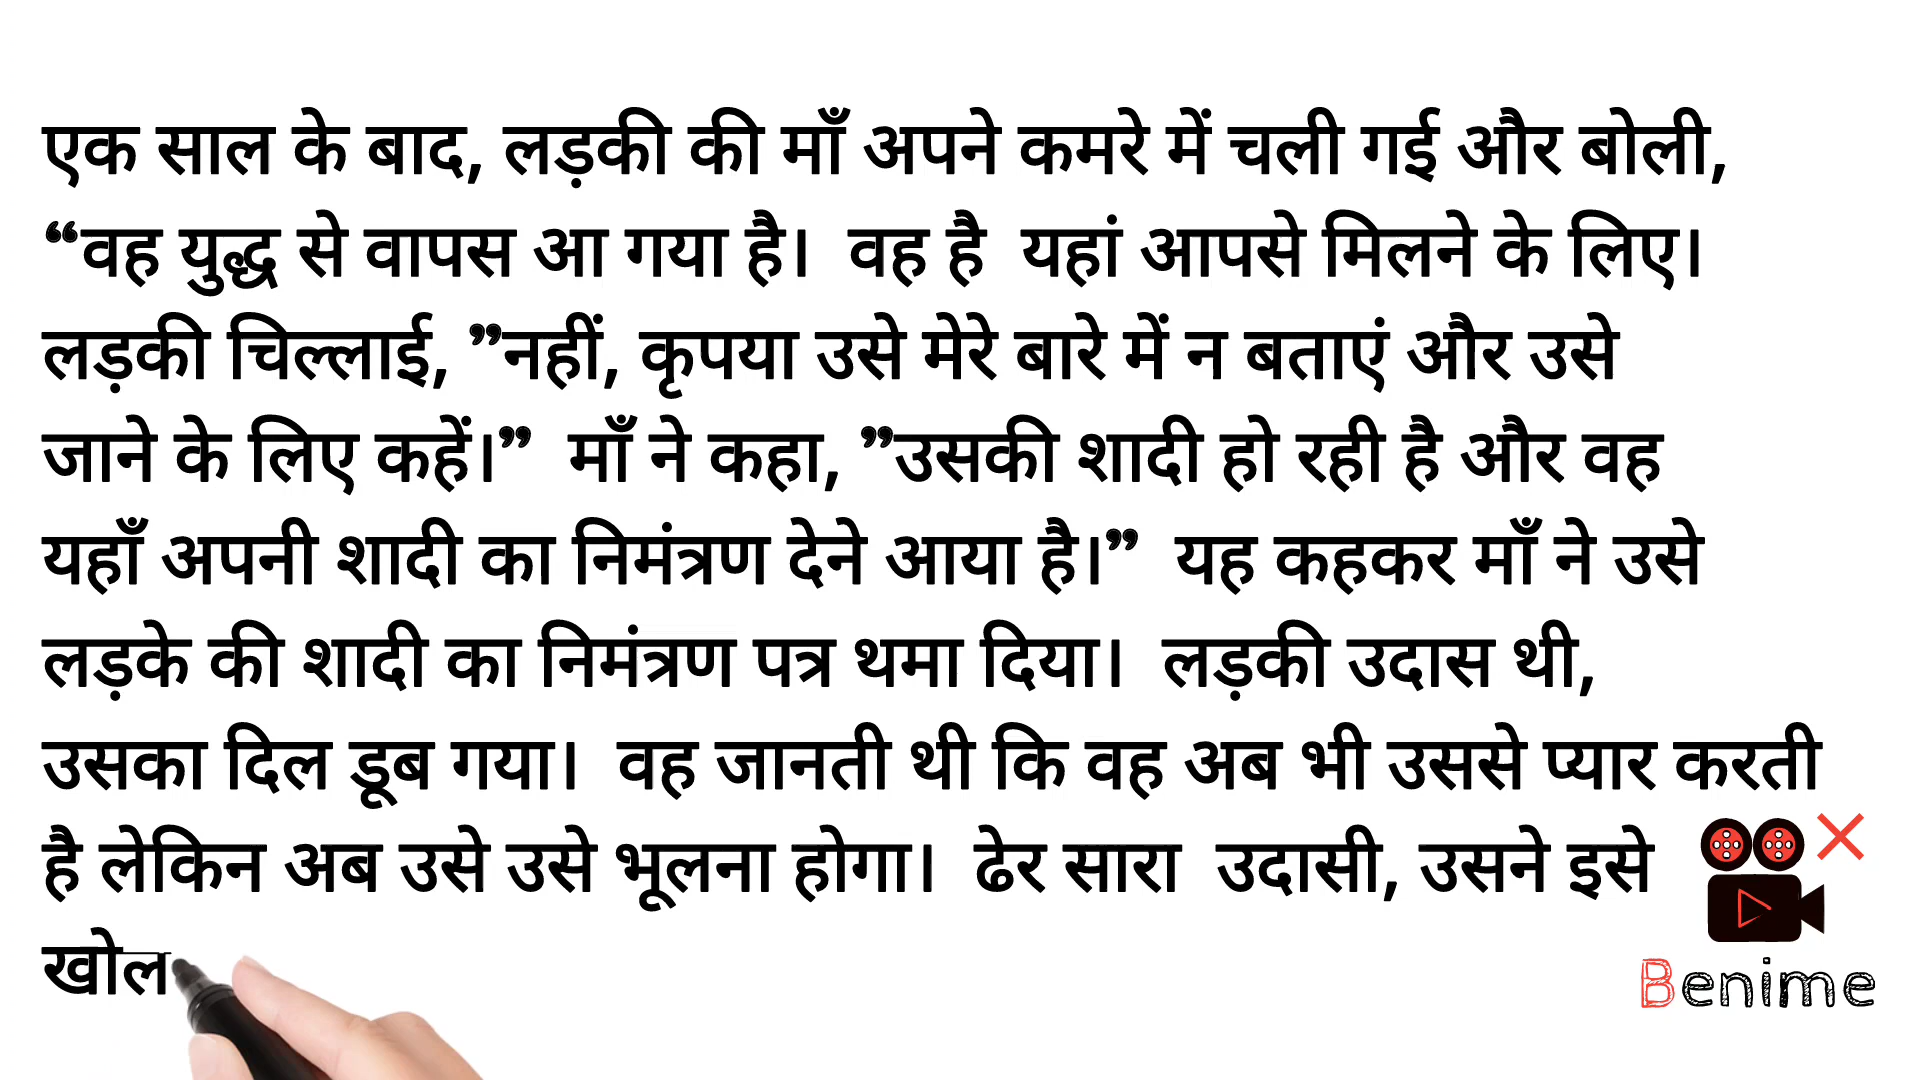 एक साल के बाद, लड़की की माँ अपने कमरे में चली गई और बोली,
“वह युद्ध से वापस आ गया है।  वह है  यहां आपसे मिलने के लिए।
लड़की चिल्लाई, ”नहीं, कृपया उसे मेरे बारे में न बताएं और उसे
जाने के लिए कहें।”  माँ ने कहा, ”उसकी शादी हो रही है और वह
यहाँ अपनी शादी का निमंत्रण देने आया है।”  यह कहकर माँ ने उसे
लड़के की शादी का निमंत्रण पत्र थमा दिया।  लड़की उदास थी,
उसका दिल डूब गया।  वह जानती थी कि वह अब भी उससे प्यार करती
है लेकिन अब उसे उसे भूलना होगा।  ढेर सारा  उदासी, उसने इसे
खोल
Benime